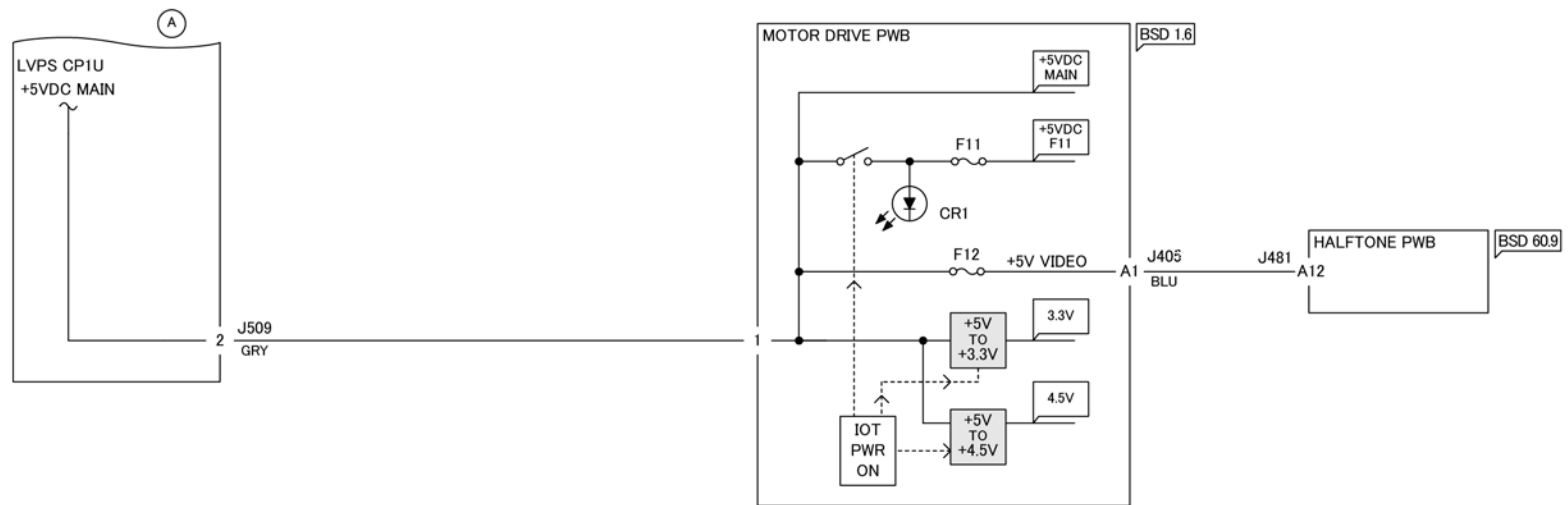 A
LVPS CP1U
+5VDC MAIN
2
J509
GRY
1
MOTOR DRIVE PWB
BSD 1.6
+5VDC
MAIN
+5VDC
F11
F11
CR1
F12
+5V VIDEO
A1
J405
BLU
J481
A12
HALFTONE PWB
BSD 60.9
+5V
TO
+3.3V
3.3V
+5V
TO
+4.5V
4.5V
IOT
PWR
ON